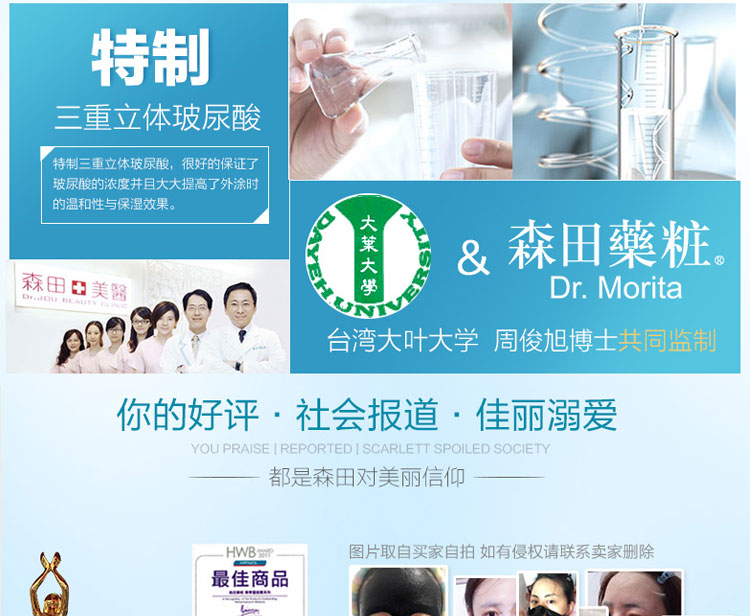 特制
三重立体玻尿酸
特制三重立体玻尿酸，很好的保证了
玻尿酸的浓度并且大大提高了外涂时
的温和性与保湿效果。
大葉大學
DAYEH UNIVERSITY
&
森田藥粧®
Dr. Morita
台湾大叶大学 周俊旭博士共同监制
森田美醫
Dr.JOU BEAUTY CLINIC
你的好评·社会报道·佳丽溺爱
YOU PRAISE | REPORTED | SCARLETT SPOILED SOCIETY
都是森田对美丽信仰
HWB AWARD
2011
最佳商品
图片取自买家自拍 如有侵权请联系卖家删除